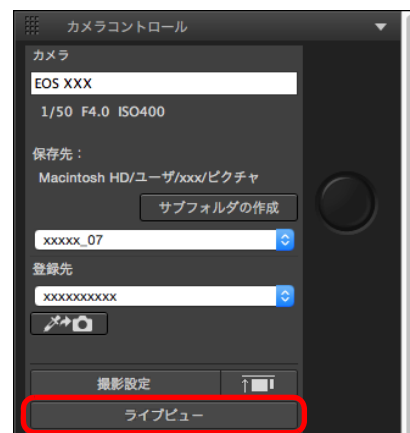 カメラコントロール
カメラ
EOS XXX
1/50 F4.0 ISO400
保存先：
Macintosh HD/ユーザ/xxx/ピクチャ
サブフォルダの作成
xxxxx_07
登録先
xxxxxxxxxx
撮影設定
ライブビュー